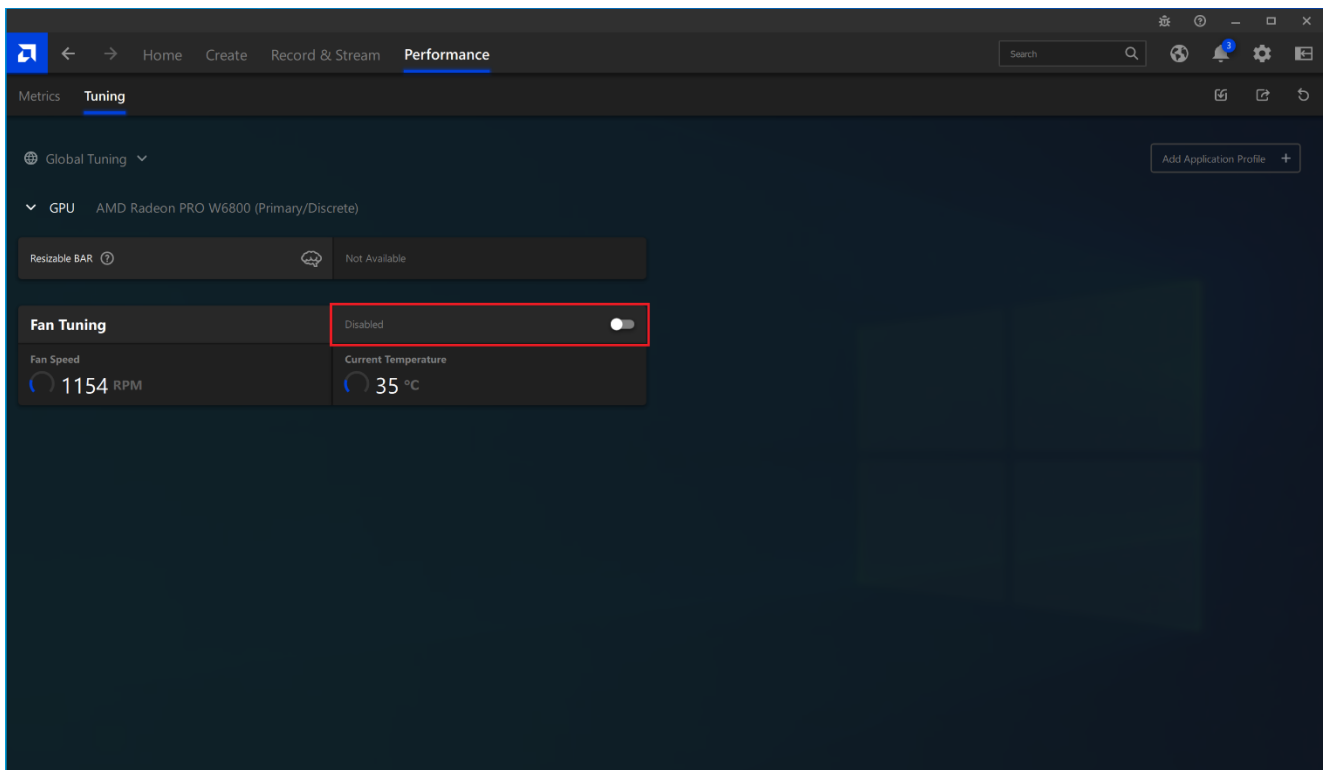 Home Create Record & Stream Performance Search 3
Metrics Tuning
Global Tuning Add Application Profile +
GPU AMD Radeon PRO W6800 (Primary/Discrete)
Resizable BAR ? Not Available
Fan Tuning Disabled
Fan Speed Current Temperature
1154 RPM 35 °C